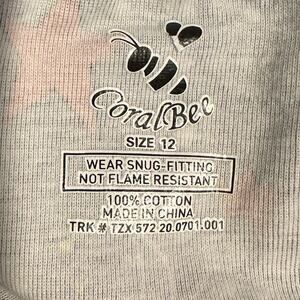 CoralBee
SIZE 12
WEAR SNUG-FITTING
NOT FLAME RESISTANT
100% COTTON
MADE IN CHINA
TRK # TZX 572 20.0701.001